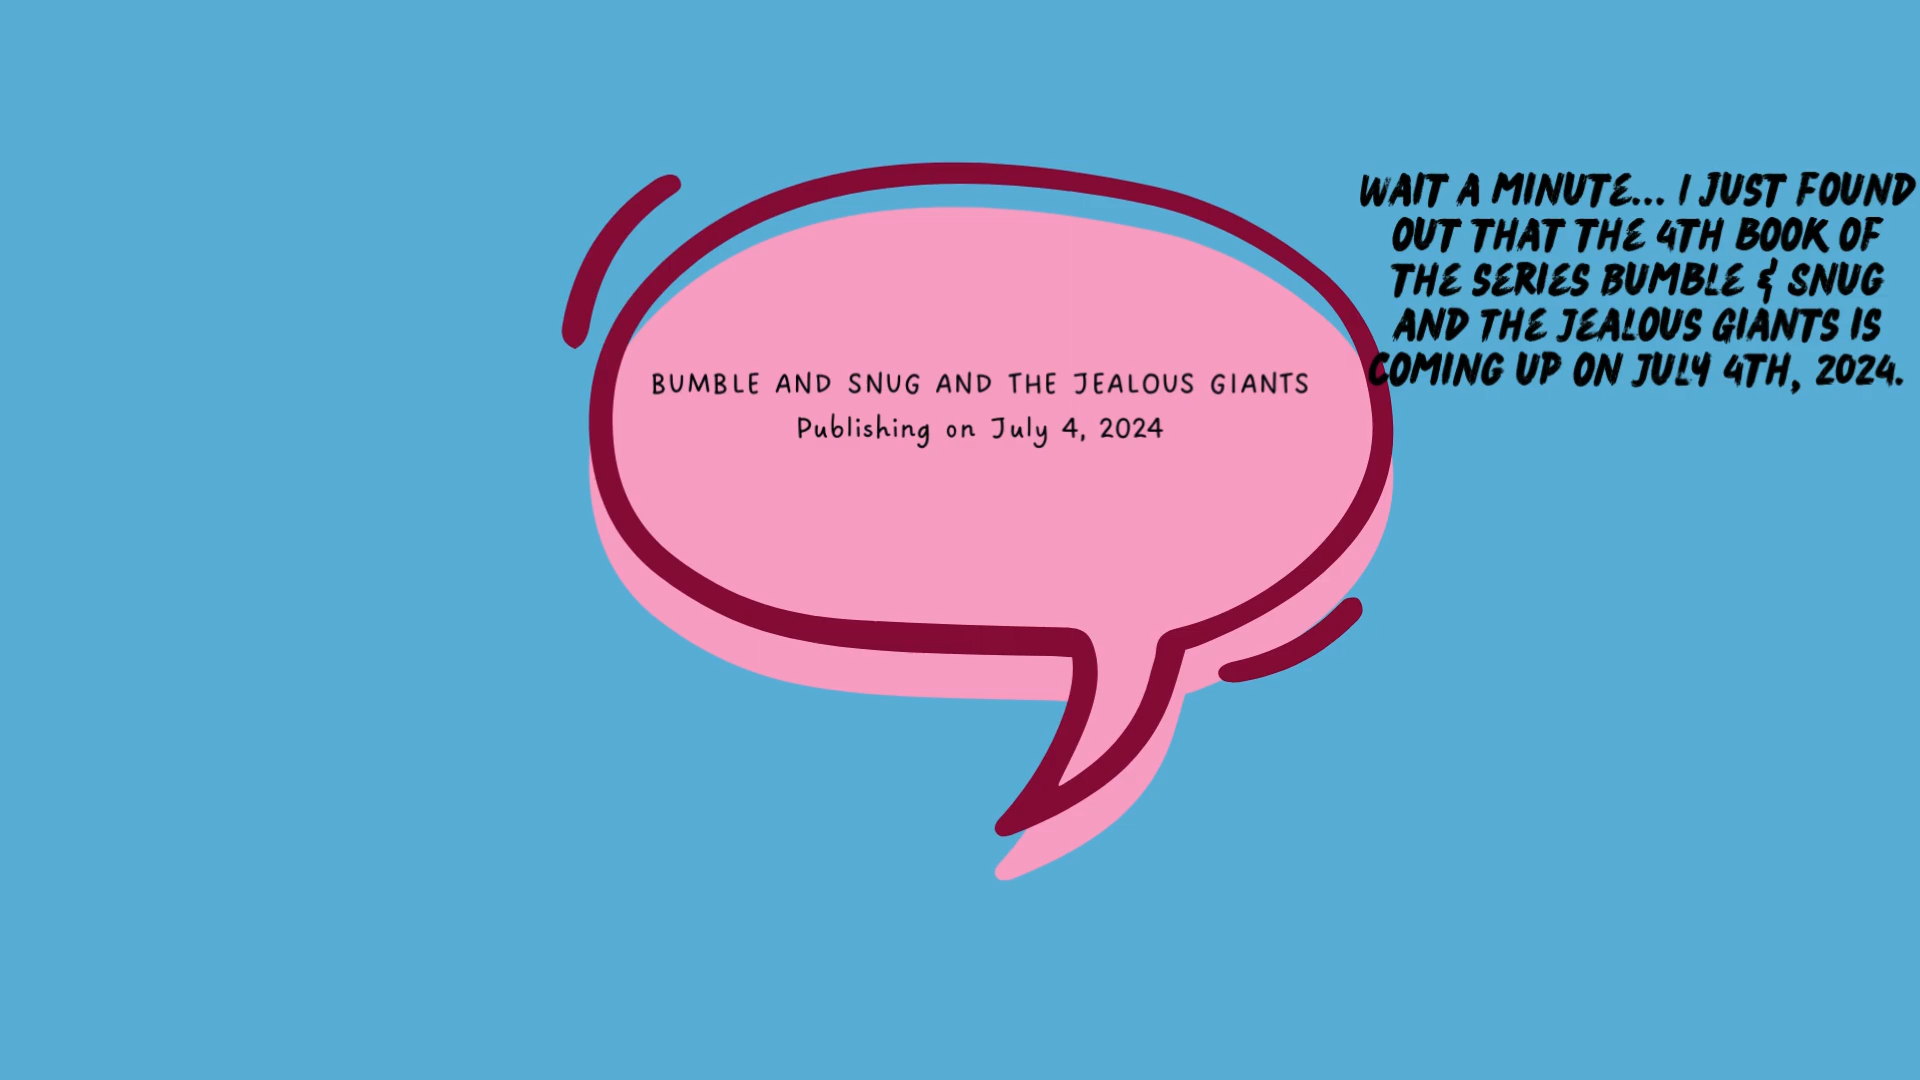 WAIT A MINUTE... I JUST FOUND
OUT THAT THE 4TH BOOK OF
THE SERIES BUMBLE & SNUG
AND THE JEALOUS GIANTS IS
COMING UP ON JULY 4TH, 2024.
BUMBLE AND SNUG AND THE JEALOUS GIANTS
Publishing on July 4, 2024